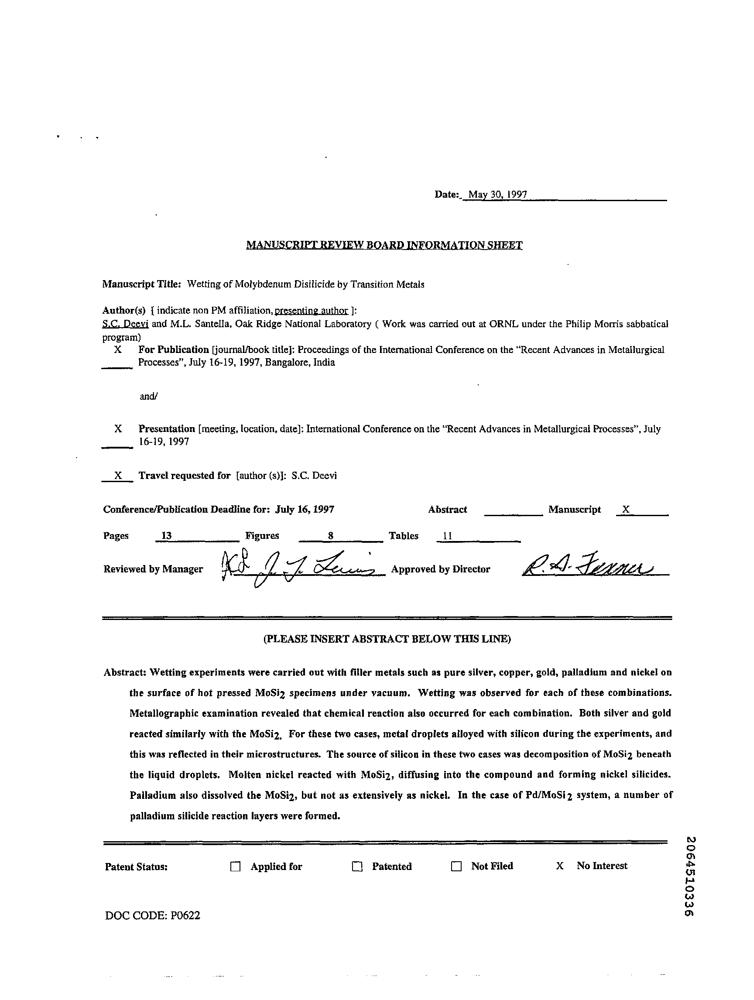 Date: May 30, 1997
MANUSCRIPT REVIEW BOARD INFORMATION SHEET
Manuscript Title: Wetting of Molybdenum Disilicide by Transition Metals
Author(s) [ indicate non PM affiliation, presenting author ]:
S.C. Deevi and M.L. Santella, Oak Ridge National Laboratory ( Work was carried out at ORNL under the Philip Morris sabbatical
program)
X For Publication [journal/book title]: Proceedings of the International Conference on the "Recent Advances in Metallurgical
Processes", July 16-19, 1997, Bangalore, India
and/
X Presentation [meeting, location, date]: International Conference on the "Recent Advances in Metallurgical Processes", July
16-19, 1997
X Travel requested for [author (s)]: S.C. Deevi
Conference/Publication Deadline for: July 16, 1997 Abstract Manuscript X
Pages 13 Figures 8 Tables 11
Reviewed by Manager Approved by Director
(PLEASE INSERT ABSTRACT BELOW THIS LINE)
Abstract: Wetting experiments were carried out with filler metals such as pure silver, copper, gold, palladium and nickel on
the surface of hot pressed MoSi2 specimens under vacuum. Wetting was observed for each of these combinations.
Metallographic examination revealed that chemical reaction also occurred for each combination. Both silver and gold
reacted similarly with the MoSi2. For these two cases, metal droplets alloyed with silicon during the experiments, and
this was reflected in their microstructures. The source of silicon in these two cases was decomposition of MoSi2 beneath
the liquid droplets. Molten nickel reacted with MoSi2, diffusing into the compound and forming nickel silicides.
Palladium also dissolved the MoSi2, but not as extensively as nickel. In the case of Pd/MoSi2 system, a number of
palladium silicide reaction layers were formed.
Patent Status: Applied for Patented Not Filed X No Interest
DOC CODE: P0622
2064510336